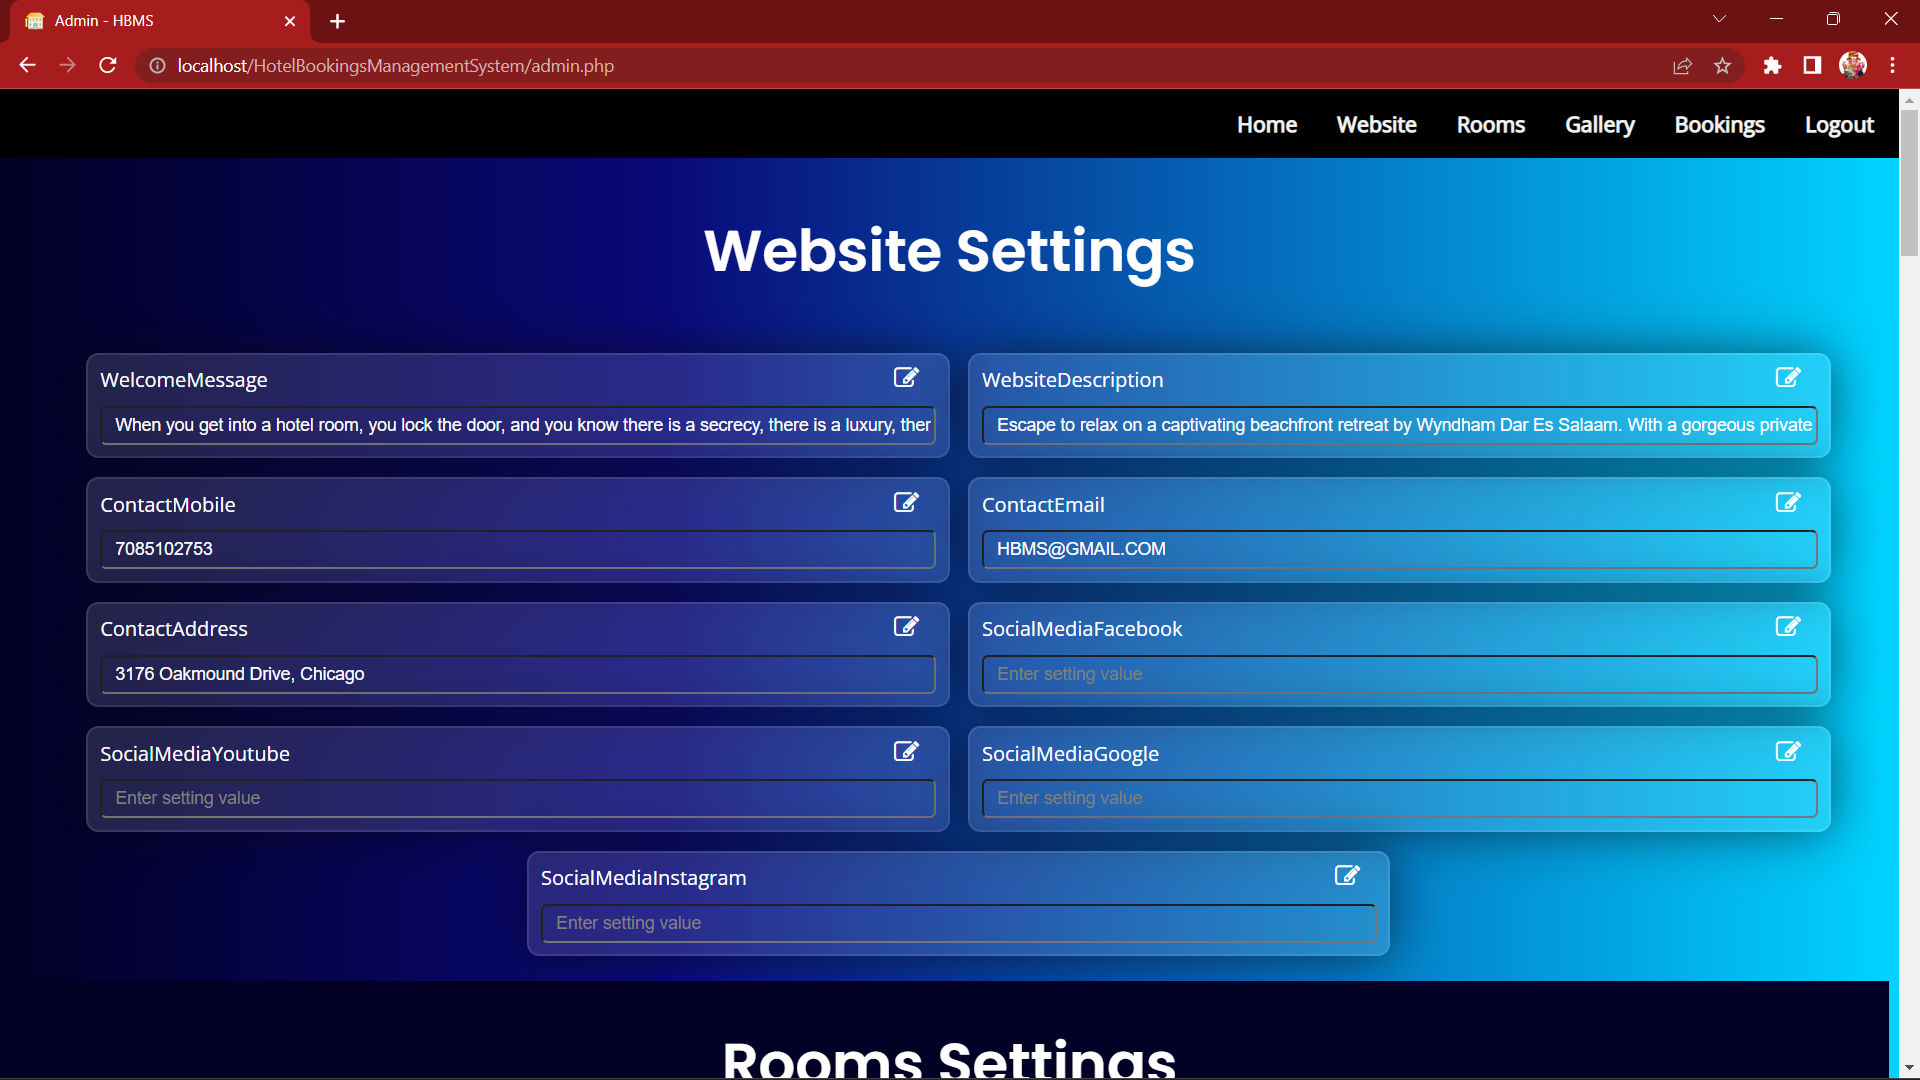 Admin - HBMS
localhost/HotelBookingsManagementSystem/admin.php
Home Website Rooms Gallery Bookings Logout
Website Settings
WelcomeMessage
When you get into a hotel room, you lock the door, and you know there is a secrecy, there is a luxury, ther
WebsiteDescription
Escape to relax on a captivating beachfront retreat by Wyndham Dar Es Salaam. With a gorgeous private
ContactMobile
7085102753
ContactEmail
HBMS@GMAIL.COM
ContactAddress
3176 Oakmound Drive, Chicago
SocialMediaFacebook
Enter setting value
SocialMediaYoutube
Enter setting value
SocialMediaGoogle
Enter setting value
SocialMediaInstagram
Enter setting value
Rooms Settings